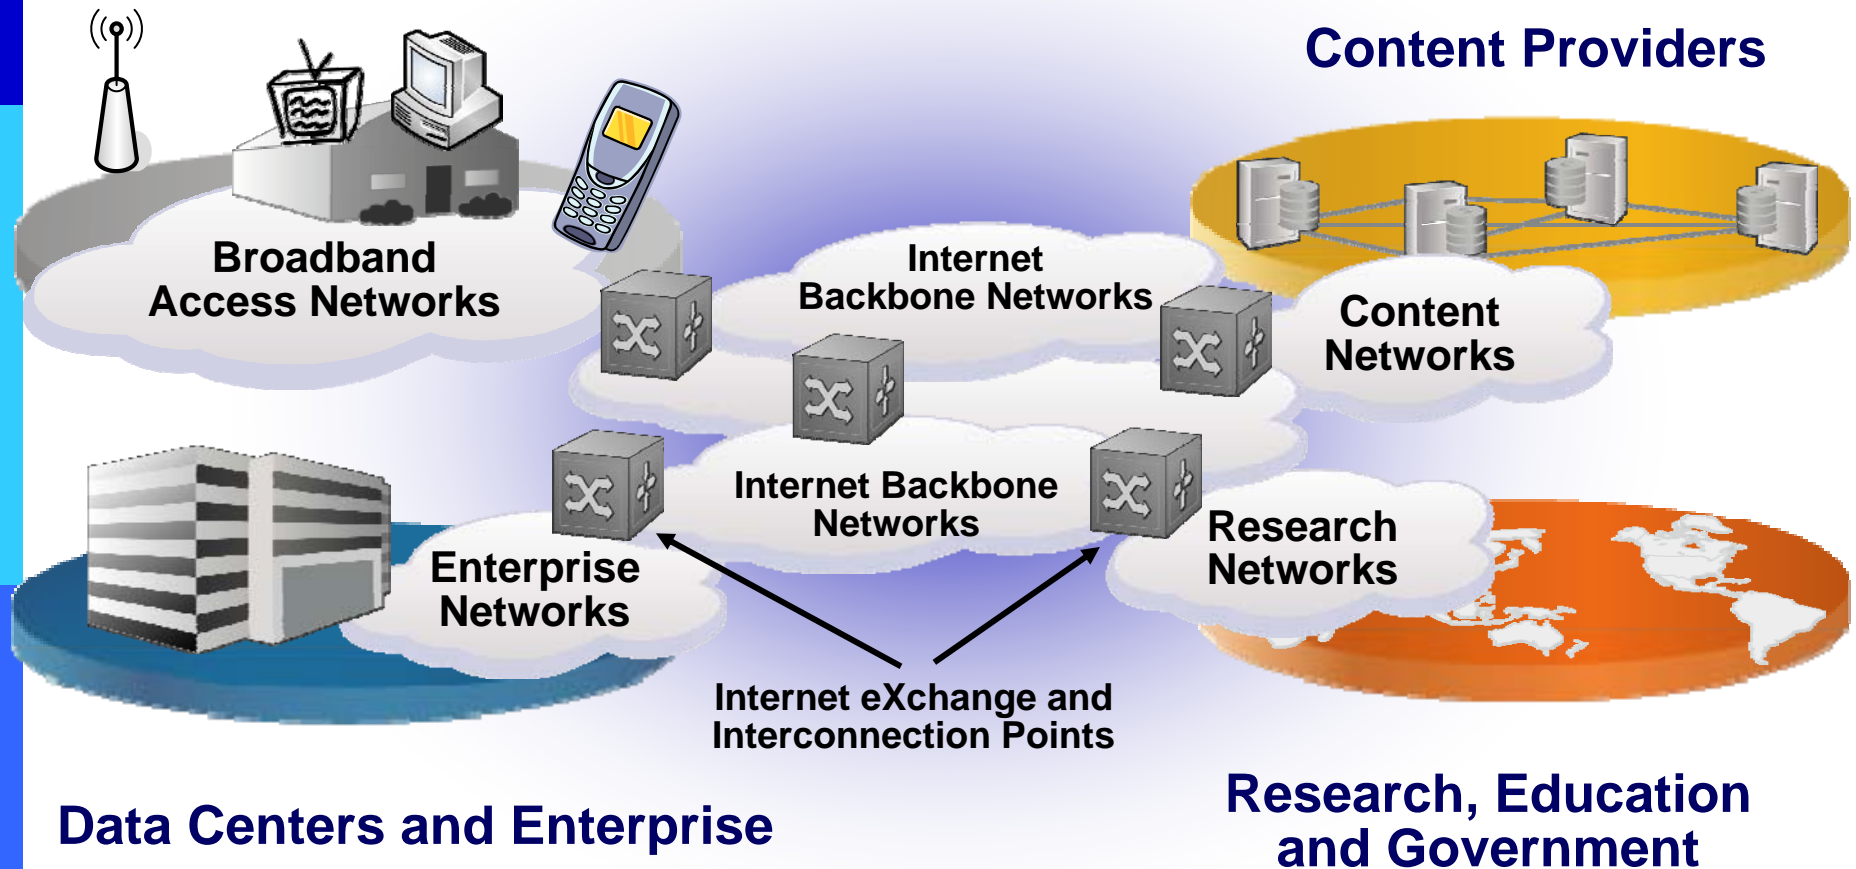 Content Providers
Broadband
Access Networks
Internet
Backbone Networks
Content
Networks
Internet Backbone
Networks
Research
Networks
Enterprise
Networks
Internet eXchange and
Interconnection Points
Data Centers and Enterprise
Research, Education
and Government